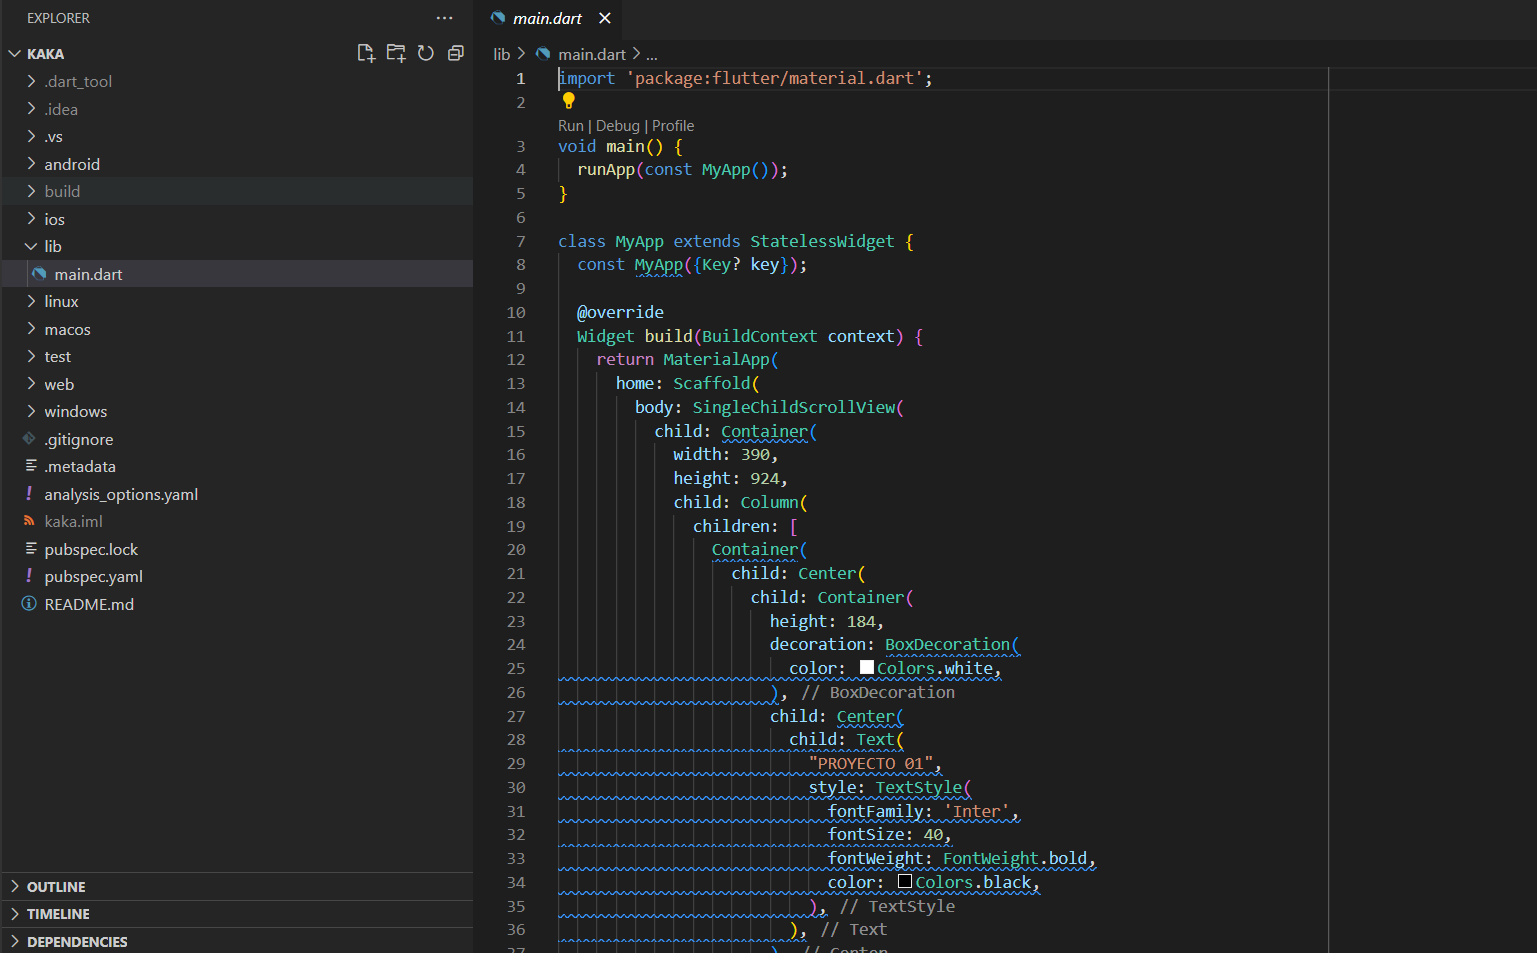 EXPLORER
KAKA
.dart_tool
.idea
.vs
android
build
ios
lib
main.dart
linux
macos
test
web
windows
.gitignore
.metadata
analysis_options.yaml
kaka.iml
pubspec.lock
pubspec.yaml
README.md
OUTLINE
TIMELINE
DEPENDENCIES
main.dart
lib > main.dart > ...
1 import 'package:flutter/material.dart';
2
Run | Debug | Profile
3 void main() {
4 runApp(const MyApp());
5 }
6
7 class MyApp extends StatelessWidget {
8 const MyApp({Key? key});
9
10 @override
11 Widget build(BuildContext context) {
12 return MaterialApp(
13 home: Scaffold(
14 body: SingleChildScrollView(
15 child: Container(
16 width: 390,
17 height: 924,
18 child: Column(
19 children: [
20 Container(
21 child: Center(
22 child: Container(
23 height: 184,
24 decoration: BoxDecoration(
25 color: Colors.white,
26 ), // BoxDecoration
27 child: Center(
28 child: Text(
29 "PROYECTO 01",
30 style: TextStyle(
31 fontFamily: 'Inter',
32 fontSize: 40,
33 fontWeight: FontWeight.bold,
34 color: Colors.black,
35 ), // TextStyle
36 ), // Text
37 ), // Center